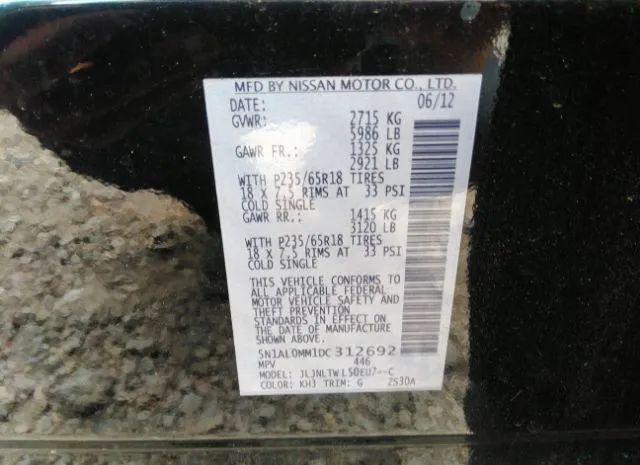 MFD BY NISSAN MOTOR CO., LTD.
DATE: 06/12
GVWR: 2715 KG
5986 LB
GAWR FR.: 1325 KG
2921 LB
WITH P235/65R18 TIRES
18 X 7.5 RIMS AT 33 PSI
COLD SINGLE
GAWR RR.: 1415 KG
3120 LB
WITH P235/65R18 TIRES
18 X 7.5 RIMS AT 33 PSI
COLD SINGLE
THIS VEHICLE CONFORMS TO
ALL APPLICABLE FEDERAL
MOTOR VEHICLE SAFETY AND
THEFT PREVENTION
STANDARDS IN EFFECT ON
THE DATE OF MANUFACTURE
SHOWN ABOVE.
5N1AL0MM1DC312692
MPV 446
MODEL: JLJNLTWL50EU7--C
COLOR: KH3 TRIM: G ZS30A